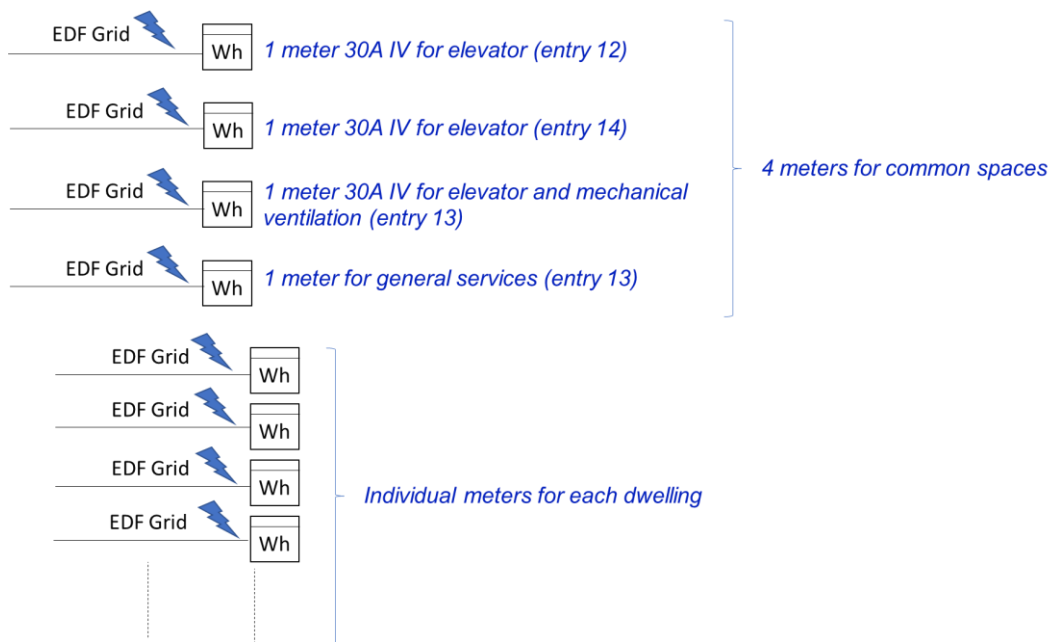 EDF Grid
Wh
1 meter 30A IV for elevator (entry 12)
EDF Grid
Wh
1 meter 30A IV for elevator (entry 14)
4 meters for common spaces
EDF Grid
Wh
1 meter 30A IV for elevator and mechanical
ventilation (entry 13)
EDF Grid
Wh
1 meter for general services (entry 13)
EDF Grid
Wh
EDF Grid
Wh
EDF Grid
Wh
Individual meters for each dwelling
EDF Grid
Wh